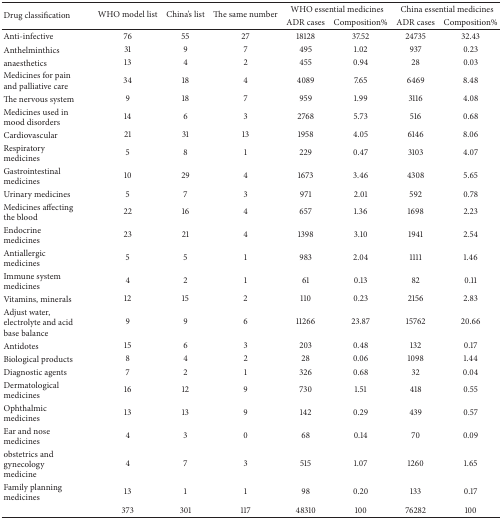 Drug classification WHO model list China's list The same number WHO essential medicines China essential medicines
ADR cases Composition% ADR cases Composition%
Anti-infective 76 55 27 18128 37.52 24735 32.43
Anthelminthics 31 9 7 495 1.02 937 0.23
anaesthetics 13 4 2 455 0.94 28 0.03
Medicines for pain
and palliative care 34 18 4 4089 7.65 6469 8.48
The nervous system 9 18 7 959 1.99 3116 4.08
Medicines used in
mood disorders 14 6 3 2768 5.73 516 0.68
Cardiovascular 21 31 13 1958 4.05 6146 8.06
Respiratory
medicines 5 8 1 229 0.47 3103 4.07
Gastrointestinal
medicines 10 29 4 1673 3.46 4308 5.65
Urinary medicines 5 7 3 971 2.01 592 0.78
Medicines affecting
the blood 22 16 4 657 1.36 1698 2.23
Endocrine
medicines 23 21 4 1398 3.10 1941 2.54
Antiallergic
medicines 5 5 1 983 2.04 1111 1.46
Immune system
medicines 4 2 1 61 0.13 82 0.11
Vitamins, minerals 12 15 2 110 0.23 2156 2.83
Adjust water,
electrolyte and acid
base balance 9 9 6 11266 23.87 15762 20.66
Antidotes 15 6 3 203 0.48 132 0.17
Biological products 8 4 2 28 0.06 1098 1.44
Diagnostic agents 7 2 1 326 0.68 32 0.04
Dermatological
medicines 16 12 9 730 1.51 418 0.55
Ophthalmic
medicines 13 13 9 142 0.29 439 0.57
Ear and nose
medicines 4 3 0 68 0.14 70 0.09
obstetrics and
gynecology
medicine 4 7 3 515 1.07 1260 1.65
Family planning
medicines 13 1 1 98 0.20 133 0.17
373 301 117 48310 100 76282 100